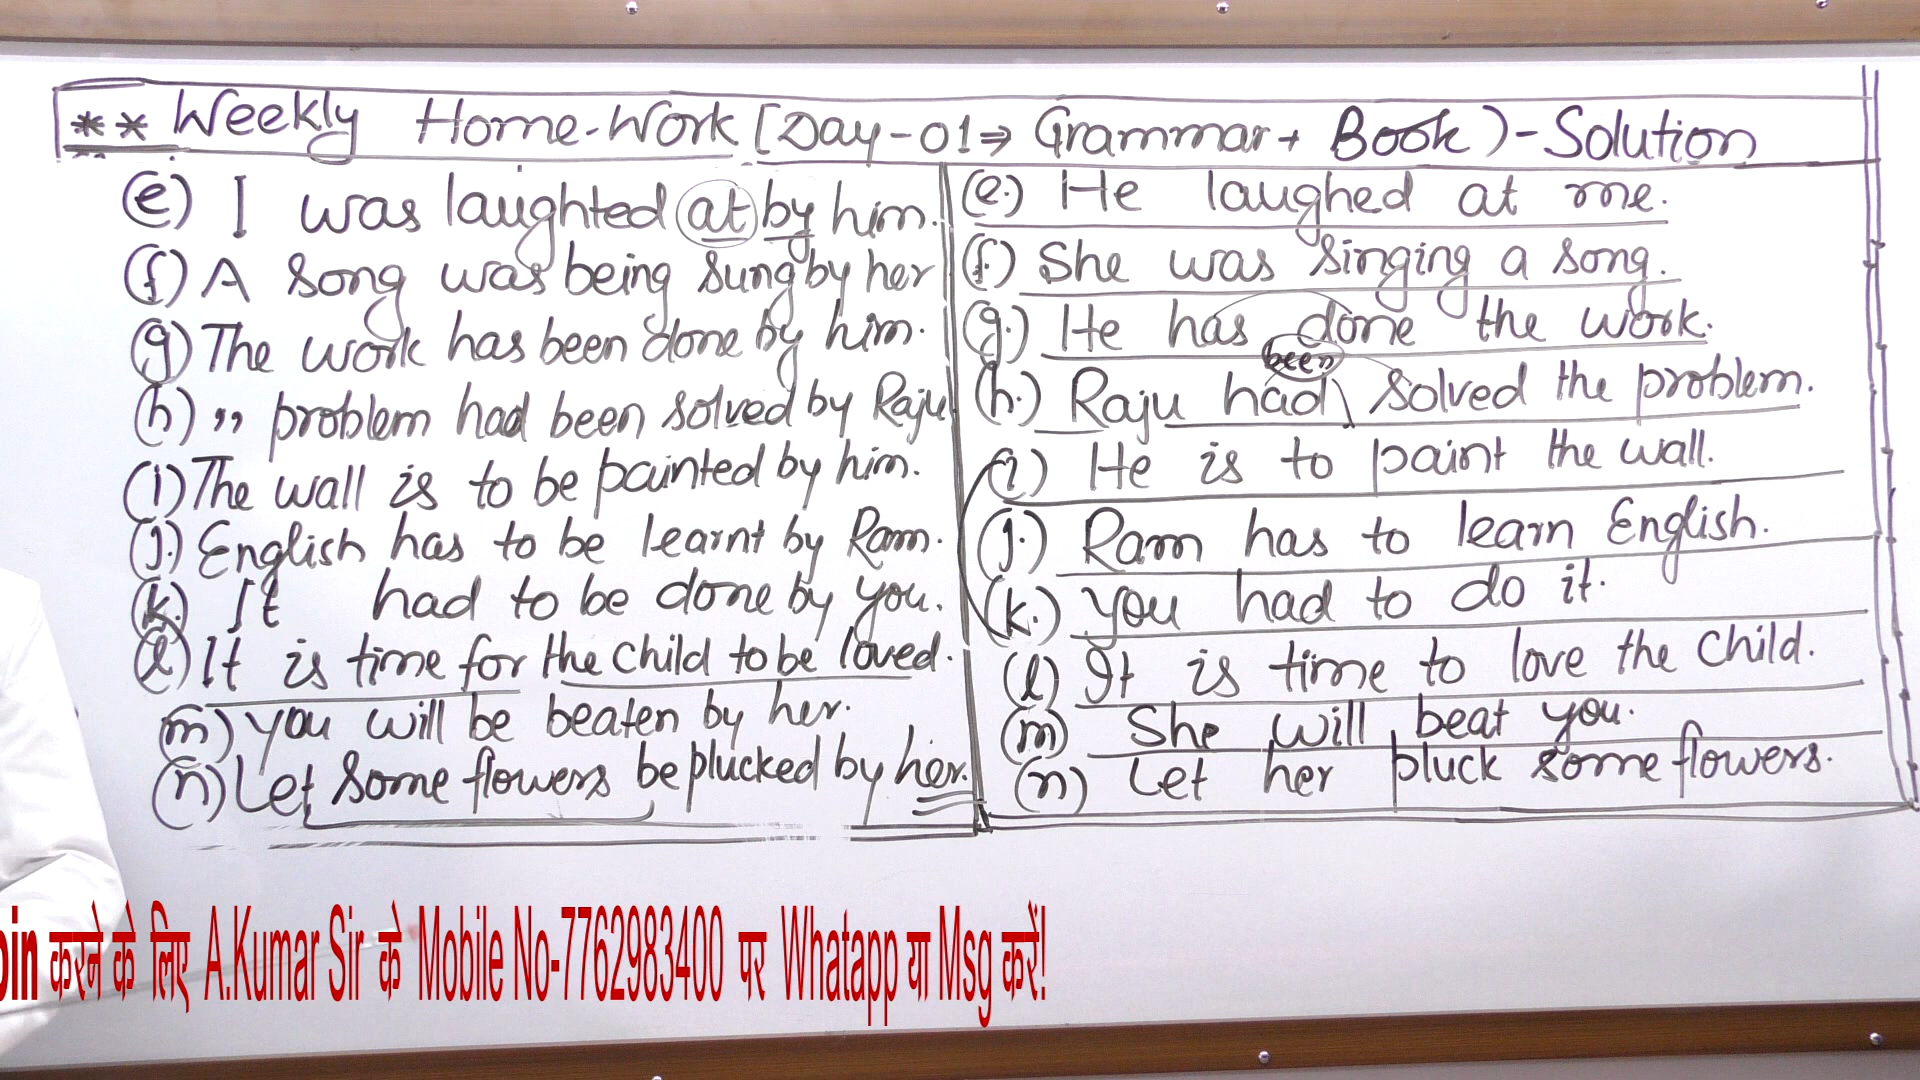 ** Weekly Home-Work [Day-01⇒ Grammar + Book)-Solution
(e) I was laughted at by him.
(f) A song was being sung by her
(g) The work has been done by him.
(h) ,, problem had been solved by Raju
(i) The wall is to be painted by him.
(j.) English has to be learnt by Ram.
(k.) It had to be done by you.
(l) It is time for the child to be loved.
(m) you will be beaten by her.
(n) Let some flowers be plucked by her.
(e.) He laughed at me.
(f.) She was singing a song.
(g.) He has done the work.
been
(h.) Raju had solved the problem.
(i) He is to paint the wall.
(j.) Ram has to learn English.
(k.) you had to do it.
(l) It is time to love the child.
(m) She will beat you.
(n) Let her pluck some flowers.
oin करने के लिए A.Kumar Sir के Mobile No-7762983400 पर Whatapp या Msg करें!